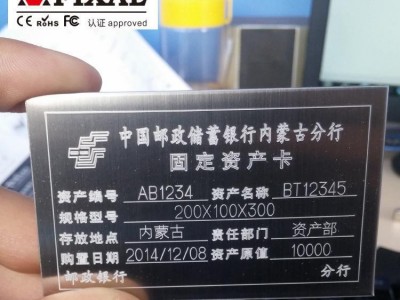 CE RoHS FC 认证 approved
中国邮政储蓄银行内蒙古分行
固定资产卡
资产编号 AB1234 资产名称 BT12345
规格型号 200X100X300
存放地点 内蒙古 责任部门 资产部
购置日期 2014/12/08 资产原值 10000
邮政银行 分行